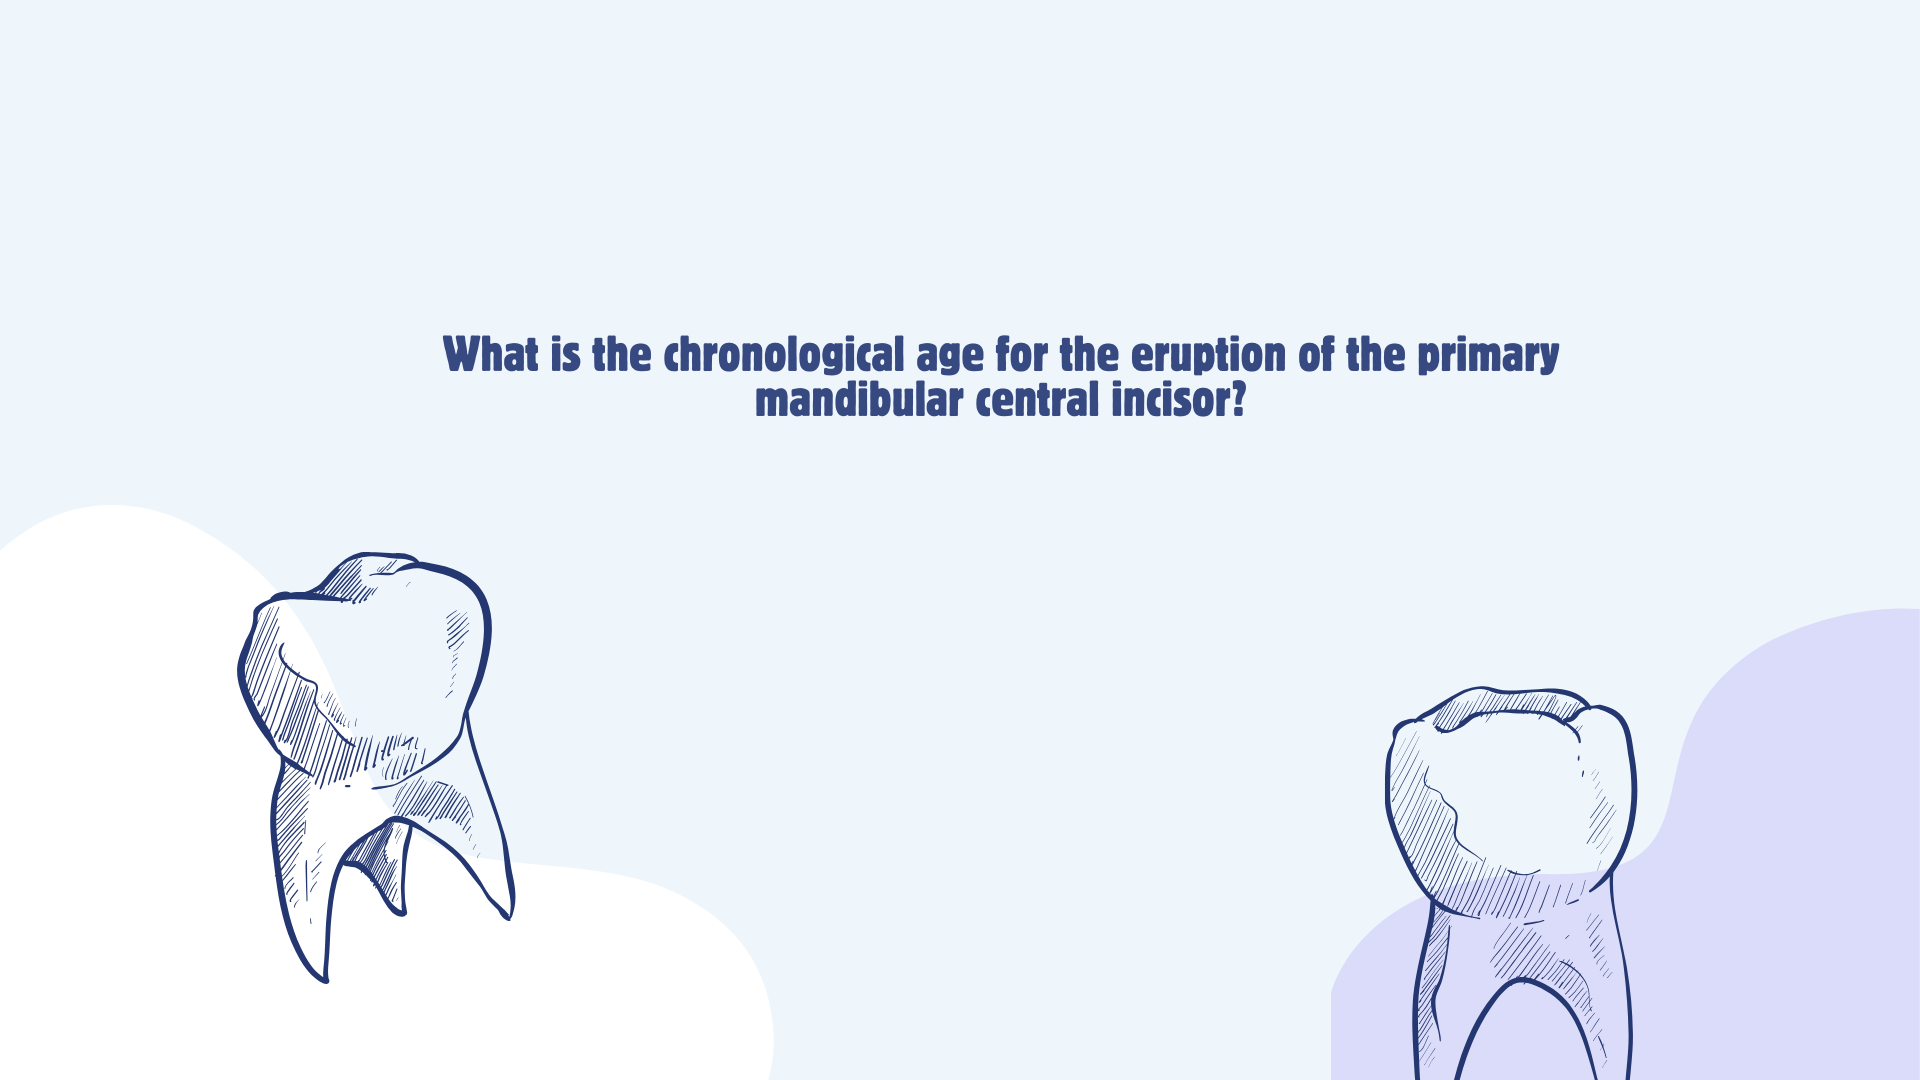 What is the chronological age for the eruption of the primary
mandibular central incisor?